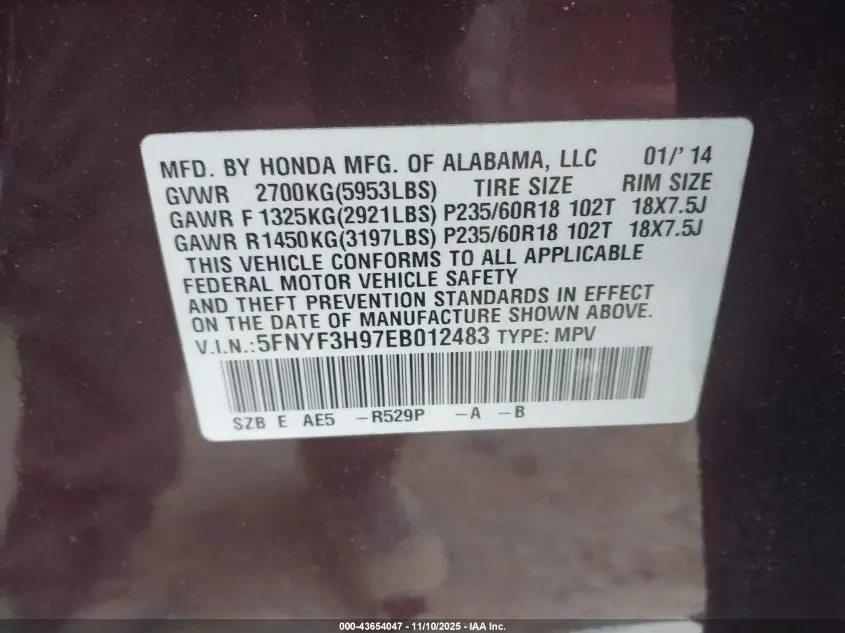 MFD. BY HONDA MFG. OF ALABAMA, LLC 01/'14
GVWR 2700KG(5953LBS) TIRE SIZE RIM SIZE
GAWR F 1325KG(2921LBS) P235/60R18 102T 18X7.5J
GAWR R1450KG(3197LBS) P235/60R18 102T 18X7.5J
THIS VEHICLE CONFORMS TO ALL APPLICABLE
FEDERAL MOTOR VEHICLE SAFETY
AND THEFT PREVENTION STANDARDS IN EFFECT
ON THE DATE OF MANUFACTURE SHOWN ABOVE.
V.I.N.:5FNYF3H97EB012483 TYPE: MPV
SZB E AE5 -R529P -A -B
000-43654047 - 11/10/2025 - IAA Inc.